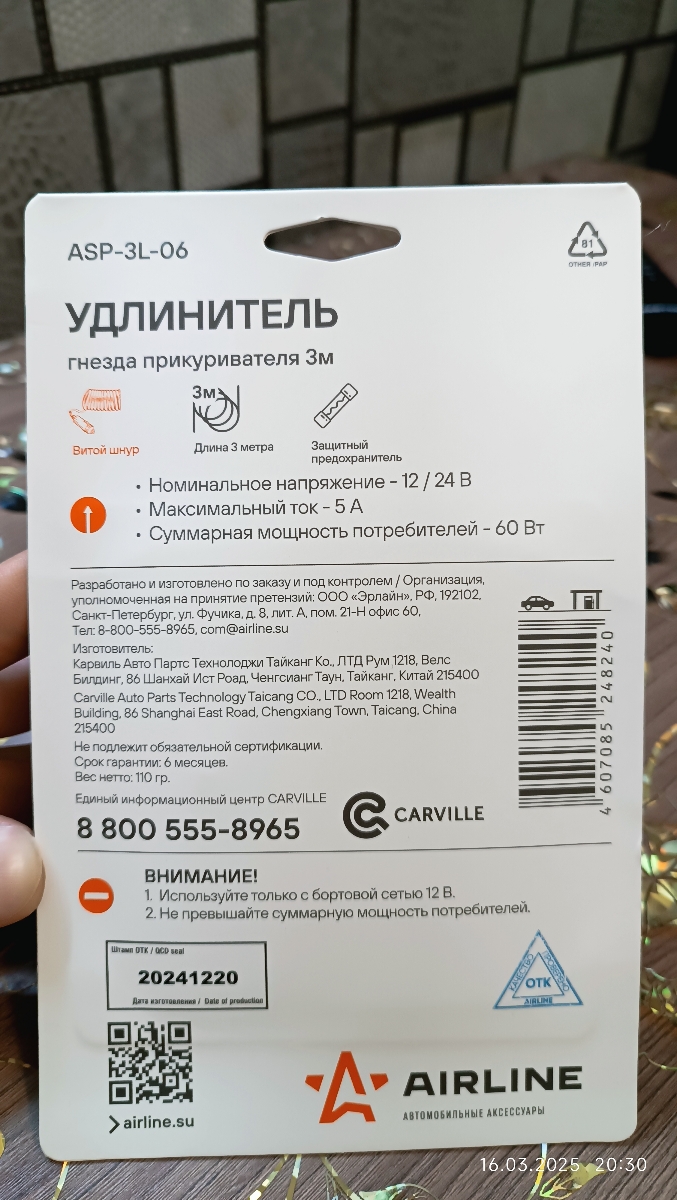 ASP-3L-06
81
OTHER /PAP
УДЛИНИТЕЛЬ
гнезда прикуривателя 3м
3м
Витой шнур
Длина 3 метра
Защитный
предохранитель
• Номинальное напряжение - 12 / 24 В
• Максимальный ток - 5 А
• Суммарная мощность потребителей - 60 Вт
Разработано и изготовлено по заказу и под контролем / Организация,
уполномоченная на принятие претензий: ООО «Эрлайн», РФ, 192102,
Санкт-Петербург, ул. Фучика, д. 8, лит. А, пом. 21-Н офис 60,
Тел: 8-800-555-8965, com@airline.su
Изготовитель:
Карвиль Авто Партс Технолоджи Тайканг Ко., ЛТД Рум 1218, Велс
Билдинг, 86 Шанхай Ист Роад, Ченгсианг Таун, Тайканг, Китай 215400
Carville Auto Parts Technology Taicang CO., LTD Room 1218, Wealth
Building, 86 Shanghai East Road, Chengxiang Town, Taicang, China
215400
Не подлежит обязательной сертификации.
Срок гарантии: 6 месяцев.
Вес нетто: 110 гр.
4 607085 248240
Единый информационный центр CARVILLE
8 800 555-8965
CARVILLE
ВНИМАНИЕ!
1. Используйте только с бортовой сетью 12 В.
2. Не превышайте суммарную мощность потребителей.
Штамп ОТК / QCD seal
20241220
Дата изготовления / Date of production
КАЧЕСТВО
ПРОВЕРЕНО
ОТК
AIRLINE
airline.su
AIRLINE
АВТОМОБИЛЬНЫЕ АКСЕССУАРЫ
16.03.2025 20:30